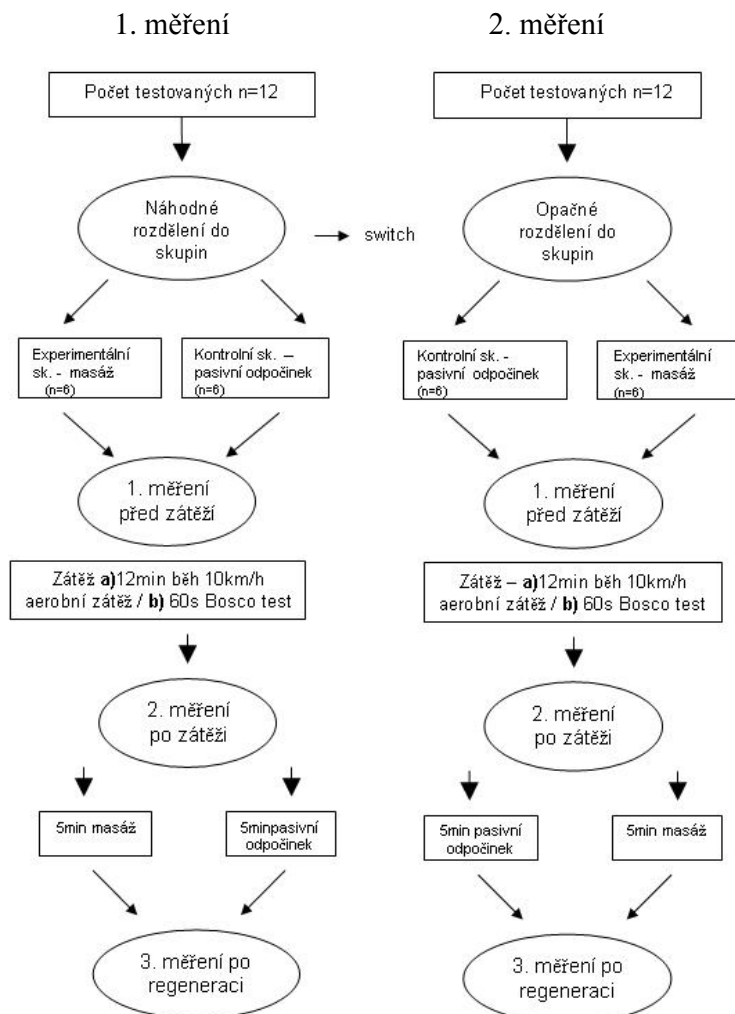 1. měření
2. měření
Počet testovaných n=12
Počet testovaných n=12
Náhodné
rozdělení do
skupin
switch
Opačné
rozdělení do
skupin
Experimentální
sk. - masáž
(n=6)
Kontrolní sk. –
pasivní odpočinek
(n=6)
Kontrolní sk. -
pasivní odpočinek
(n=6)
Experimentální
sk. - masáž
(n=6)
1. měření
před zátěží
1. měření
před zátěží
Zátěž a)12min běh 10km/h
aerobní zátěž / b) 60s Bosco test
Zátěž – a)12min běh 10km/h
aerobní zátěž / b) 60s Bosco test
2. měření
po zátěži
2. měření
po zátěži
5min masáž
5minpasivní
odpočinek
5min pasivní
odpočinek
5min masáž
3. měření po
regeneraci
3. měření po
regeneraci